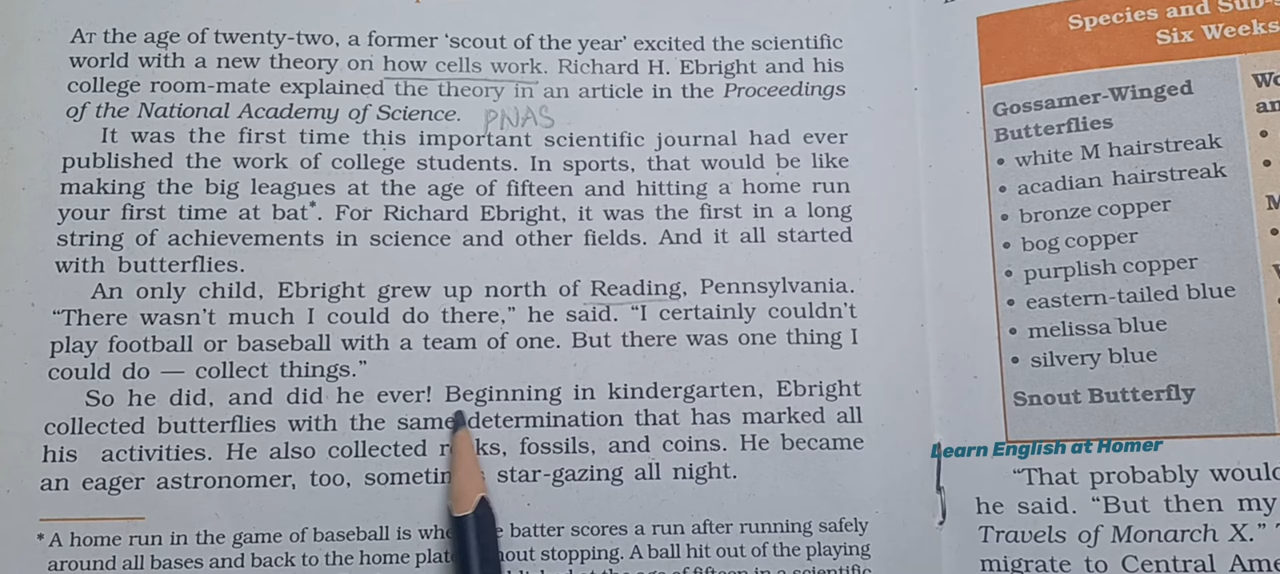 AT the age of twenty-two, a former ‘scout of the year’ excited the scientific
world with a new theory on how cells work. Richard H. Ebright and his
college room-mate explained the theory in an article in the Proceedings
of the National Academy of Science. PNAS
It was the first time this important scientific journal had ever
published the work of college students. In sports, that would be like
making the big leagues at the age of fifteen and hitting a home run
your first time at bat*. For Richard Ebright, it was the first in a long
string of achievements in science and other fields. And it all started
with butterflies.
An only child, Ebright grew up north of Reading, Pennsylvania.
“There wasn’t much I could do there,” he said. “I certainly couldn’t
play football or baseball with a team of one. But there was one thing I
could do — collect things.”
So he did, and did he ever! Beginning in kindergarten, Ebright
collected butterflies with the same determination that has marked all
his activities. He also collected fossils, and coins. He became
an eager astronomer, too, star-gazing all night.
*A home run in the game of baseball is batter scores a run after running safely
around all bases and back to the home stopping. A ball hit out of the playing
Species and
Six Weeks
Gossamer-Winged
Butterflies
• white M hairstreak
• acadian hairstreak
• bronze copper
• bog copper
• purplish copper
• eastern-tailed blue
• melissa blue
• silvery blue
Snout Butterfly
Learn English at Homer
“That probably would
he said. “But then my
Travels of Monarch X.”
migrate to Central